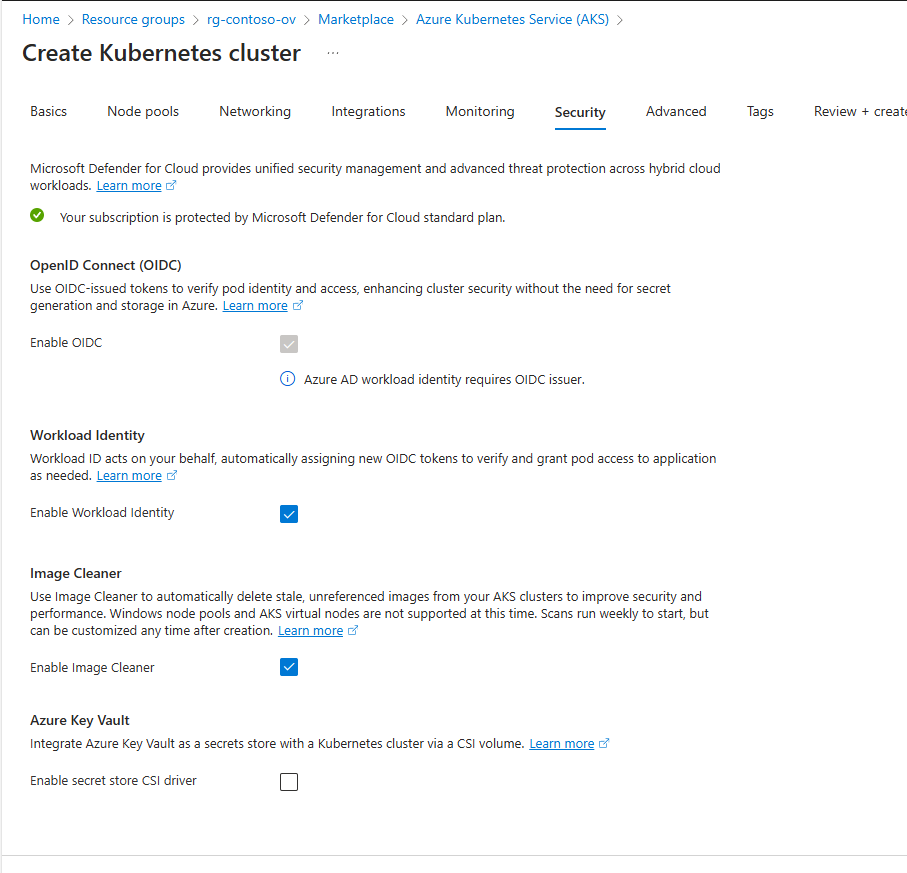 Home > Resource groups > rg-contoso-ov > Marketplace > Azure Kubernetes Service (AKS) >
Create Kubernetes cluster ...
Basics Node pools Networking Integrations Monitoring Security Advanced Tags Review + create
Microsoft Defender for Cloud provides unified security management and advanced threat protection across hybrid cloud
workloads. Learn more
Your subscription is protected by Microsoft Defender for Cloud standard plan.
OpenID Connect (OIDC)
Use OIDC-issued tokens to verify pod identity and access, enhancing cluster security without the need for secret
generation and storage in Azure. Learn more
Enable OIDC
Azure AD workload identity requires OIDC issuer.
Workload Identity
Workload ID acts on your behalf, automatically assigning new OIDC tokens to verify and grant pod access to application
as needed. Learn more
Enable Workload Identity
Image Cleaner
Use Image Cleaner to automatically delete stale, unreferenced images from your AKS clusters to improve security and
performance. Windows node pools and AKS virtual nodes are not supported at this time. Scans run weekly to start, but
can be customized any time after creation. Learn more
Enable Image Cleaner
Azure Key Vault
Integrate Azure Key Vault as a secrets store with a Kubernetes cluster via a CSI volume. Learn more
Enable secret store CSI driver